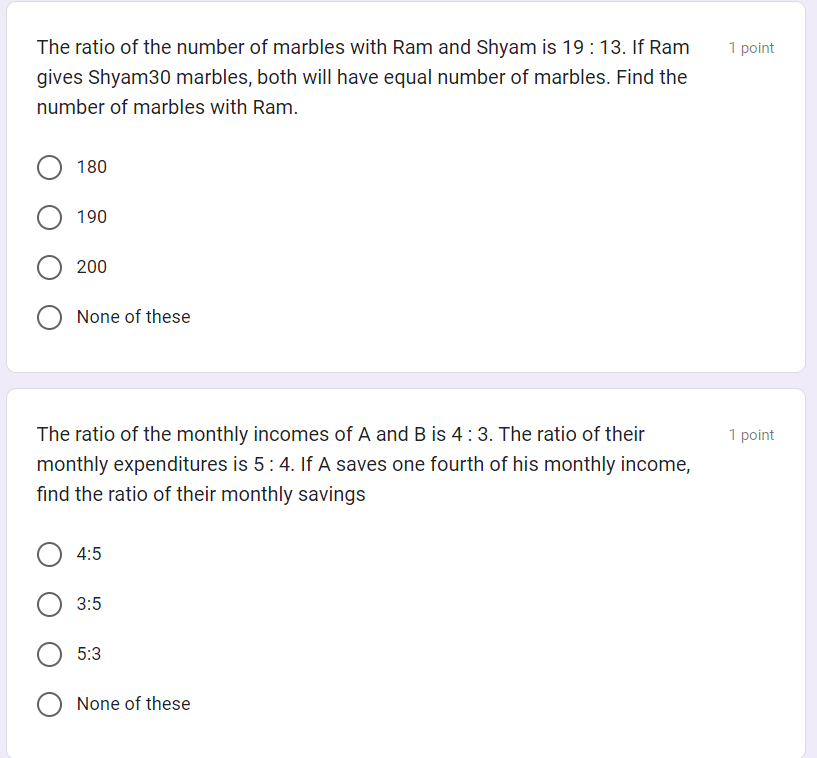 The ratio of the number of marbles with Ram and Shyam is 19 : 13. If Ram
1 point
gives Shyam30 marbles, both will have equal number of marbles. Find the
number of marbles with Ram.
180
190
200
None of these
The ratio of the monthly incomes of A and B is 4 : 3. The ratio of their
1 point
monthly expenditures is 5 : 4. If A saves one fourth of his monthly income,
find the ratio of their monthly savings
4:5
3:5
5:3
None of these